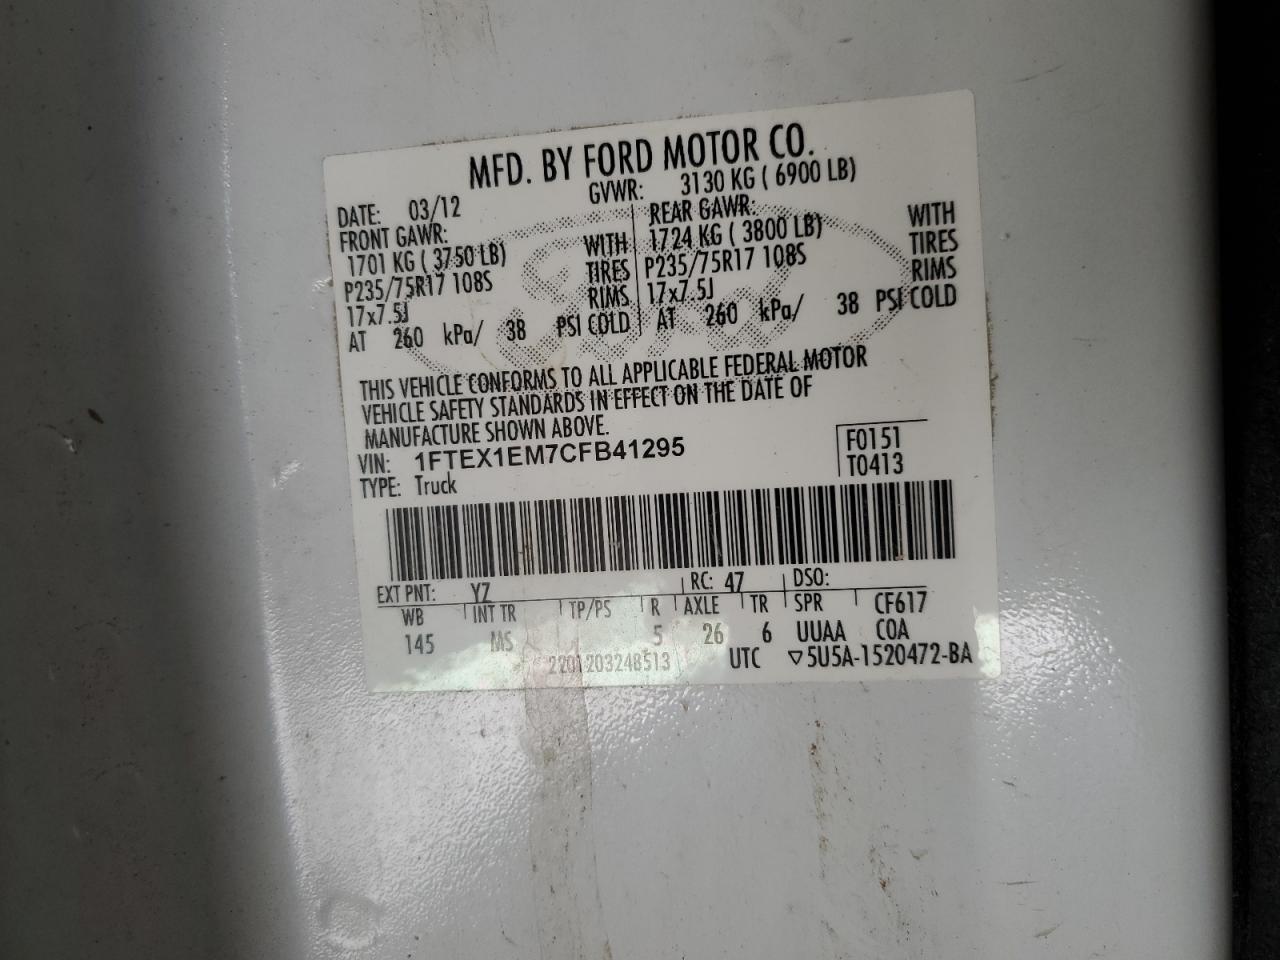 MFD. BY FORD MOTOR CO.
DATE: 03/12 GVWR: 3130 KG ( 6900 LB)
FRONT GAWR: REAR GAWR:
1701 KG ( 3750 LB) WITH 1724 KG ( 3800 LB) WITH
P235/75R17 108S TIRES P235/75R17 108S TIRES
17x7.5J RIMS 17x7.5J RIMS
AT 260 kPa/ 38 PSI COLD AT 260 kPa/ 38 PSI COLD
THIS VEHICLE CONFORMS TO ALL APPLICABLE FEDERAL MOTOR
VEHICLE SAFETY STANDARDS IN EFFECT ON THE DATE OF
MANUFACTURE SHOWN ABOVE.
VIN: 1FTEX1EM7CFB41295 F0151
TYPE: Truck T0413
EXT PNT: YZ RC: 47 DSO:
WB INT TR TP/PS R AXLE TR SPR CF617
145 MS 5 26 6 UUAA COA
2201203248513 UTC ▽5U5A-1520472-BA